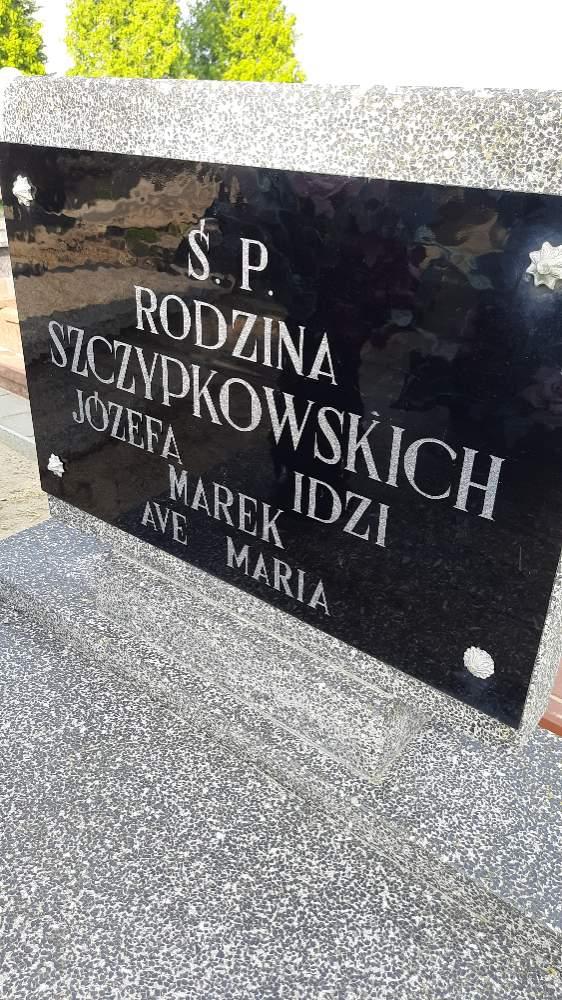 Ś. P.
RODZINA
SZCZYPKOWSKICH
JÓZEFA IDZI
MAREK
AVE MARIA